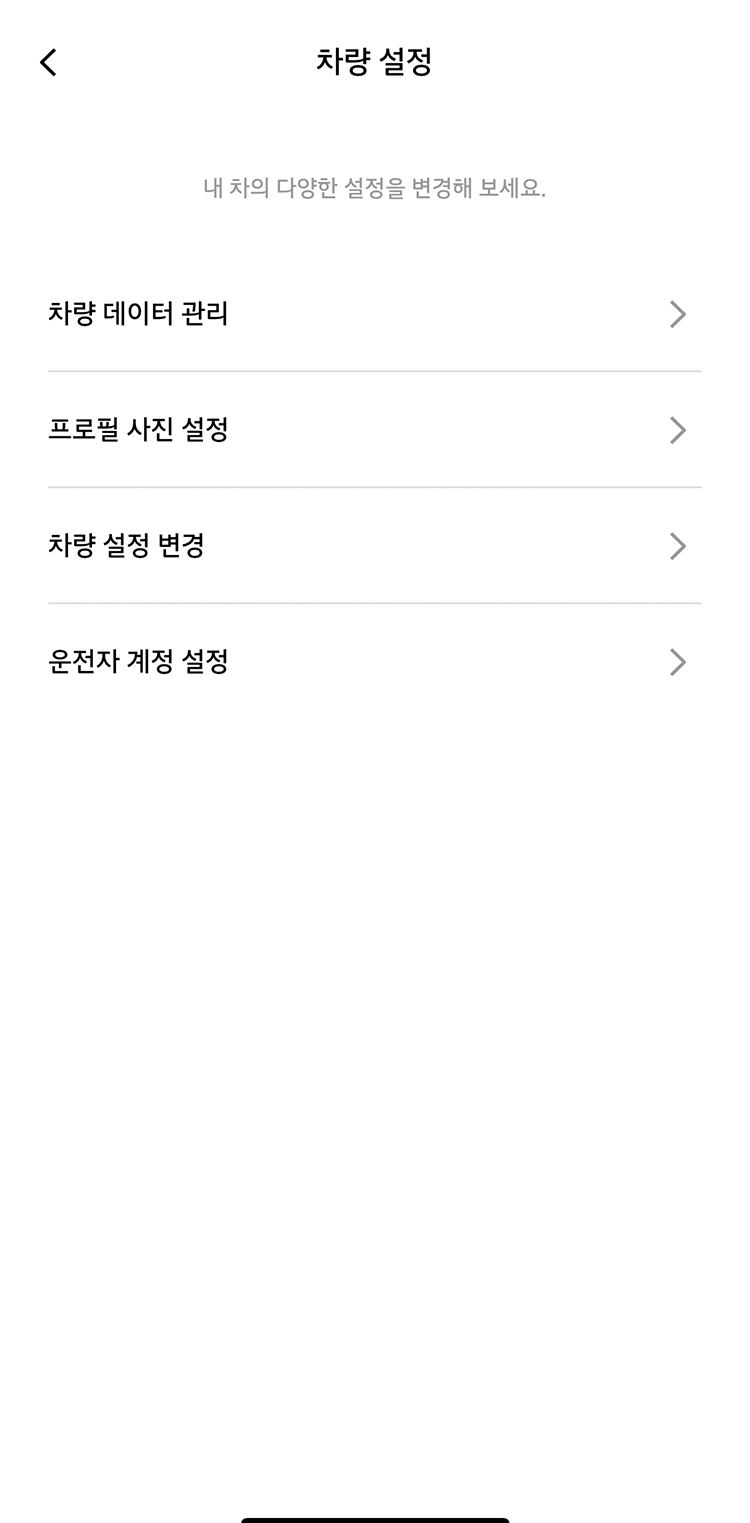 차량 설정
내 차의 다양한 설정을 변경해 보세요.
차량 데이터 관리
프로필 사진 설정
차량 설정 변경
운전자 계정 설정